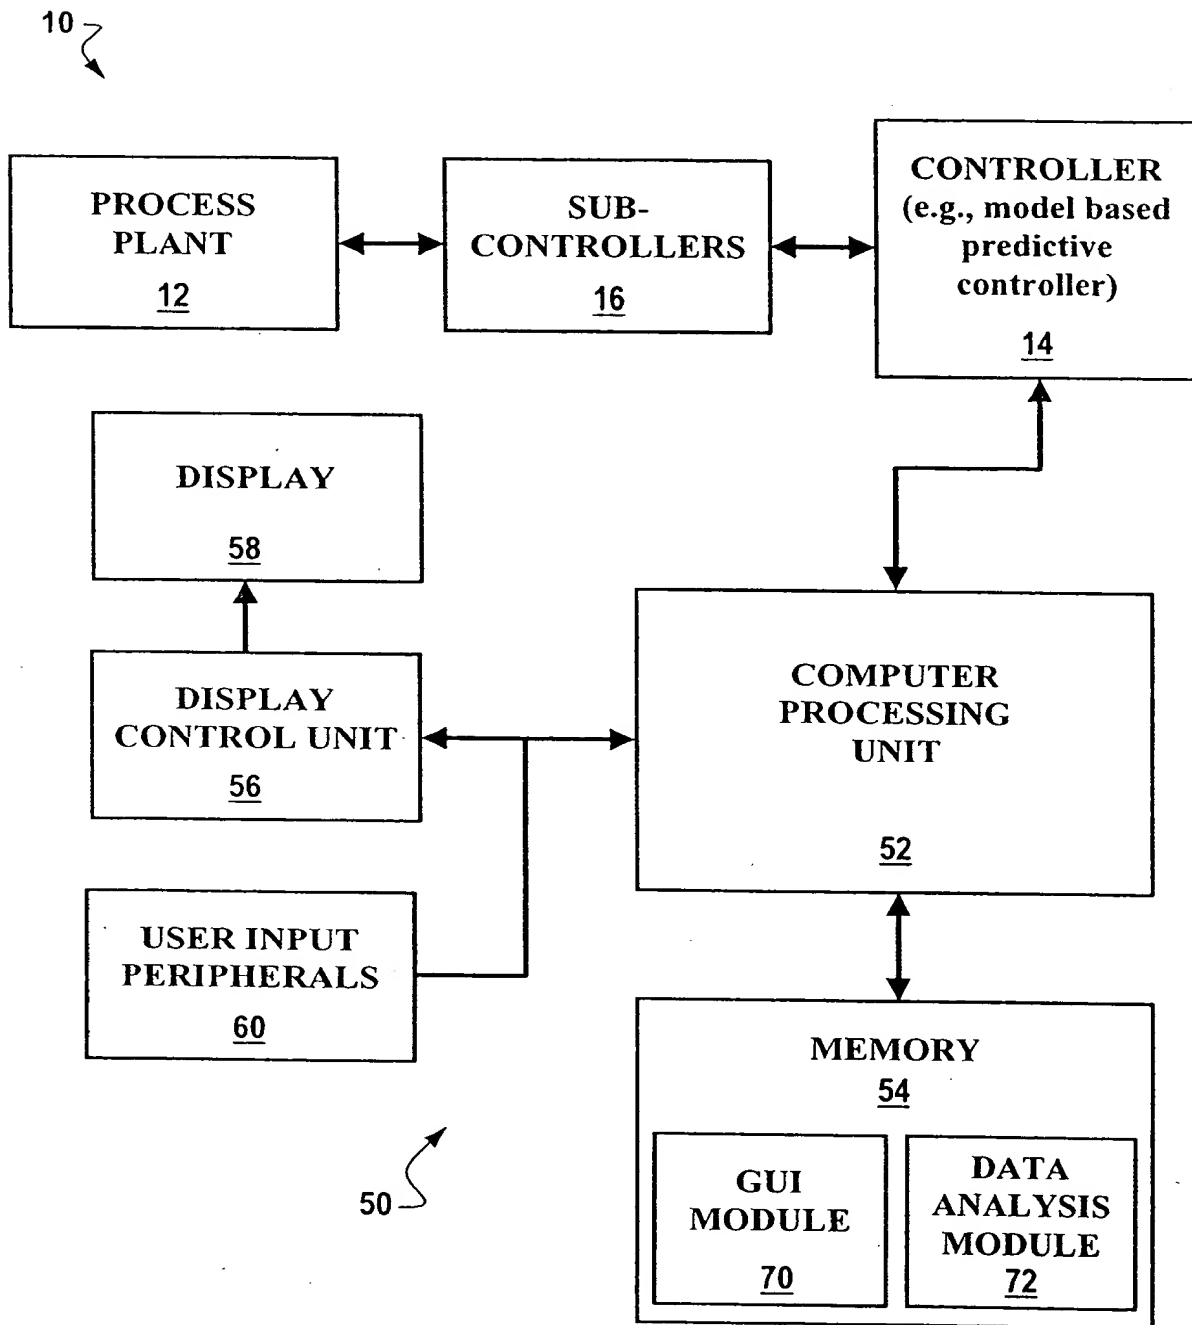 10
PROCESS
PLANT
12
SUB-
CONTROLLERS
16
CONTROLLER
(e.g., model based
predictive
controller)
14
DISPLAY
58
DISPLAY
CONTROL UNIT
56
COMPUTER
PROCESSING
UNIT
52
USER INPUT
PERIPHERALS
60
MEMORY
54
GUI
MODULE
70
DATA
ANALYSIS
MODULE
72
50